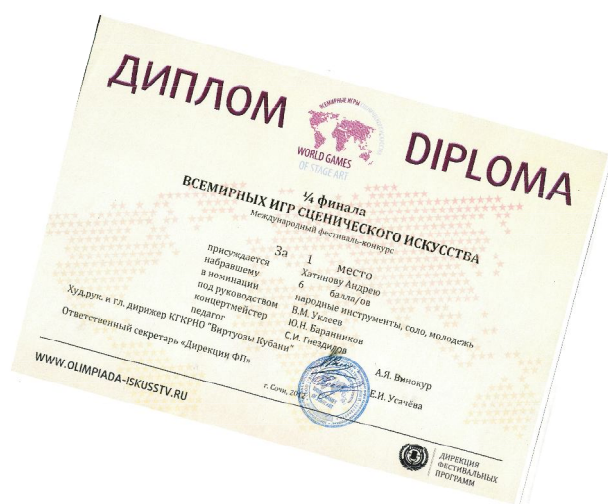 ДИПЛОМ
ВСЕМИРНЫЕ ИГРЫ
WORLD GAMES
OF STAGE ART
DIPLOMA
¼ финала
ВСЕМИРНЫХ ИГР СЦЕНИЧЕСКОГО ИСКУССТВА
Международный фестиваль-конкурс
За 1 место
присуждается Хатинову Андрею
набравшему 6 балла/ов
в номинации народные инструменты, соло, молодежь
под руководством В.М. Уклеев
концертмейстер Ю.Н. Баранников
педагог С.И. Гнездилов
Худ.рук. и гл. дирижер КГКРНО "Виртуозы Кубани" А.Я. Винокур
Ответственный секретарь «Дирекции ФП» Е.И. Усачёва
г. Сочи, 2012
WWW.OLIMPIADA-ISKUSSTV.RU
ДИРЕКЦИЯ
ФЕСТИВАЛЬНЫХ
ПРОГРАММ